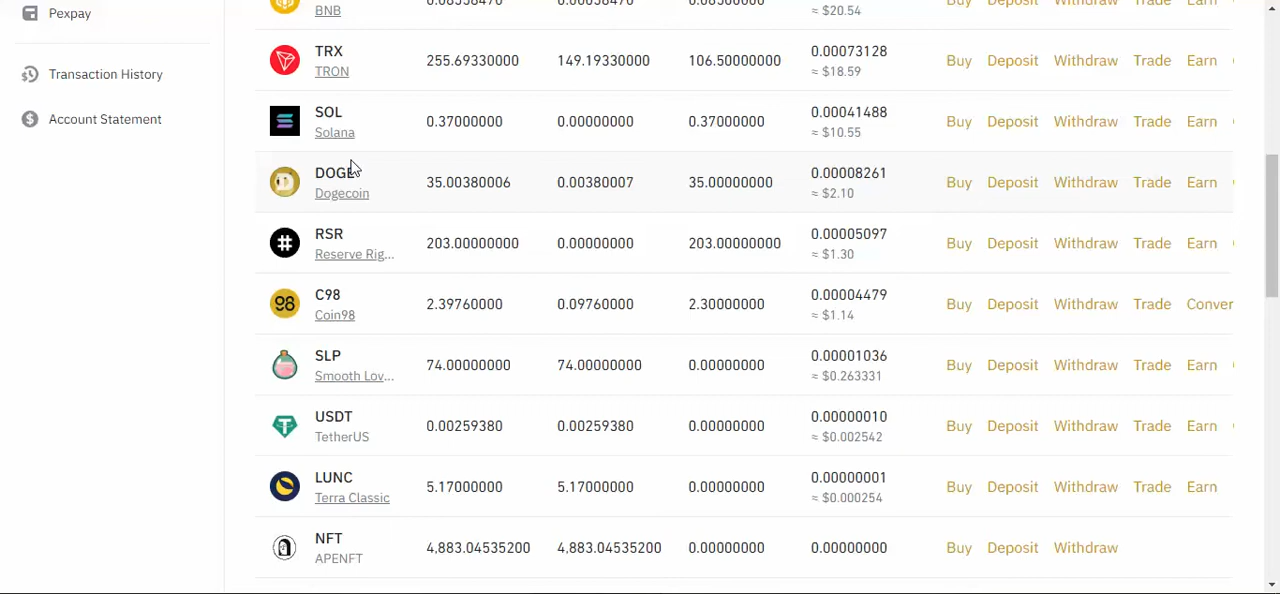 Pexpay
Transaction History
Account Statement
BNB ≈ $20.54
TRX
TRON 255.69330000 149.19330000 106.50000000 0.00073128
≈ $18.59 Buy Deposit Withdraw Trade Earn
SOL
Solana 0.37000000 0.00000000 0.37000000 0.00041488
≈ $10.55 Buy Deposit Withdraw Trade Earn
DOGE
Dogecoin 35.00380006 0.00380007 35.00000000 0.00008261
≈ $2.10 Buy Deposit Withdraw Trade Earn
RSR
Reserve Rig... 203.00000000 0.00000000 203.00000000 0.00005097
≈ $1.30 Buy Deposit Withdraw Trade Earn
C98
98
Coin98 2.39760000 0.09760000 2.30000000 0.00004479
≈ $1.14 Buy Deposit Withdraw Trade Conver
SLP
Smooth Lov... 74.00000000 74.00000000 0.00000000 0.00001036
≈ $0.263331 Buy Deposit Withdraw Trade Earn
USDT
TetherUS 0.00259380 0.00259380 0.00000000 0.00000010
≈ $0.002542 Buy Deposit Withdraw Trade Earn
LUNC
Terra Classic 5.17000000 5.17000000 0.00000000 0.00000001
≈ $0.000254 Buy Deposit Withdraw Trade Earn
NFT
APENFT 4,883.04535200 4,883.04535200 0.00000000 0.00000000 Buy Deposit Withdraw